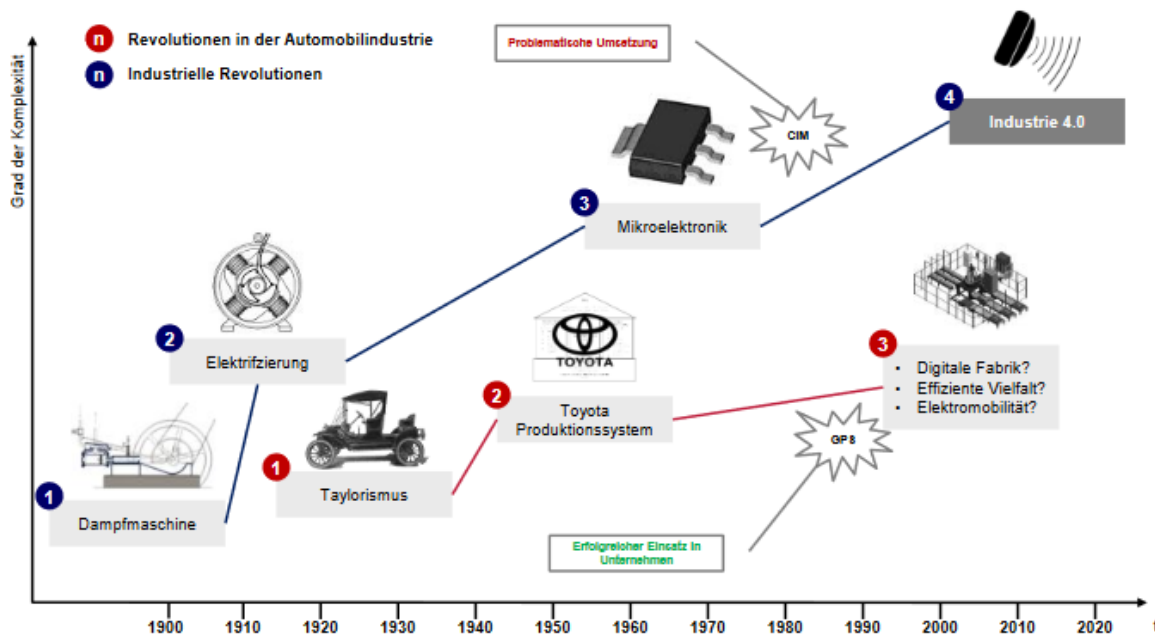 n Revolutionen in der Automobilindustrie
n Industrielle Revolutionen
Grad der Komplexität
Problematische Umsetzung
CIM
4
Industrie 4.0
3
Mikroelektronik
2
Elektrifzierung
TOYOTA
3
• Digitale Fabrik?
• Effiziente Vielfalt?
• Elektromobilität?
2
Toyota
Produktionssystem
GPS
1
Taylorismus
1
Dampfmaschine
Erfolgreicher Einsatz in
Unternehmen
1900 1910 1920 1930 1940 1950 1960 1970 1980 1990 2000 2010 2020